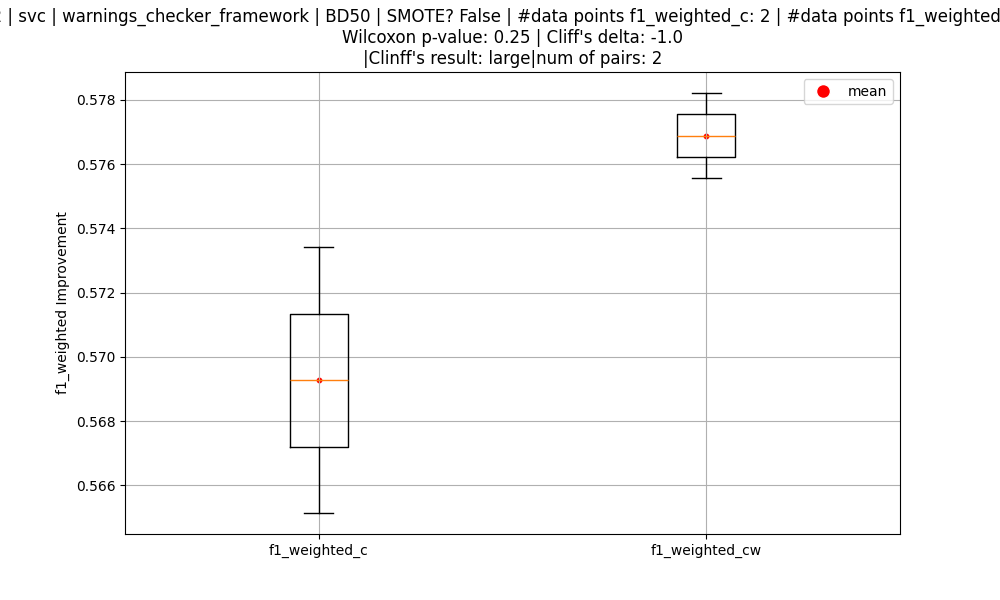 | svc | warnings_checker_framework | BD50 | SMOTE? False | #data points f1_weighted_c: 2 | #data points f1_weighted
Wilcoxon p-value: 0.25 | Cliff's delta: -1.0
|Clinff's result: large|num of pairs: 2
mean
0.578
0.576
0.574
0.572
0.570
0.568
0.566
f1_weighted Improvement
f1_weighted_c
f1_weighted_cw